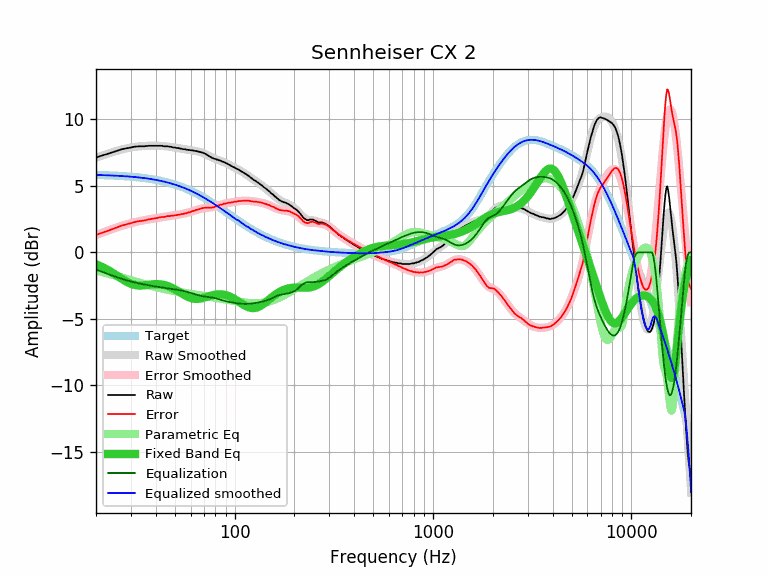 Sennheiser CX 2
Amplitude (dBr)
10
5
0
−5
−10
−15
Target
Raw Smoothed
Error Smoothed
Raw
Error
Parametric Eq
Fixed Band Eq
Equalization
Equalized smoothed
100
1000
10000
Frequency (Hz)